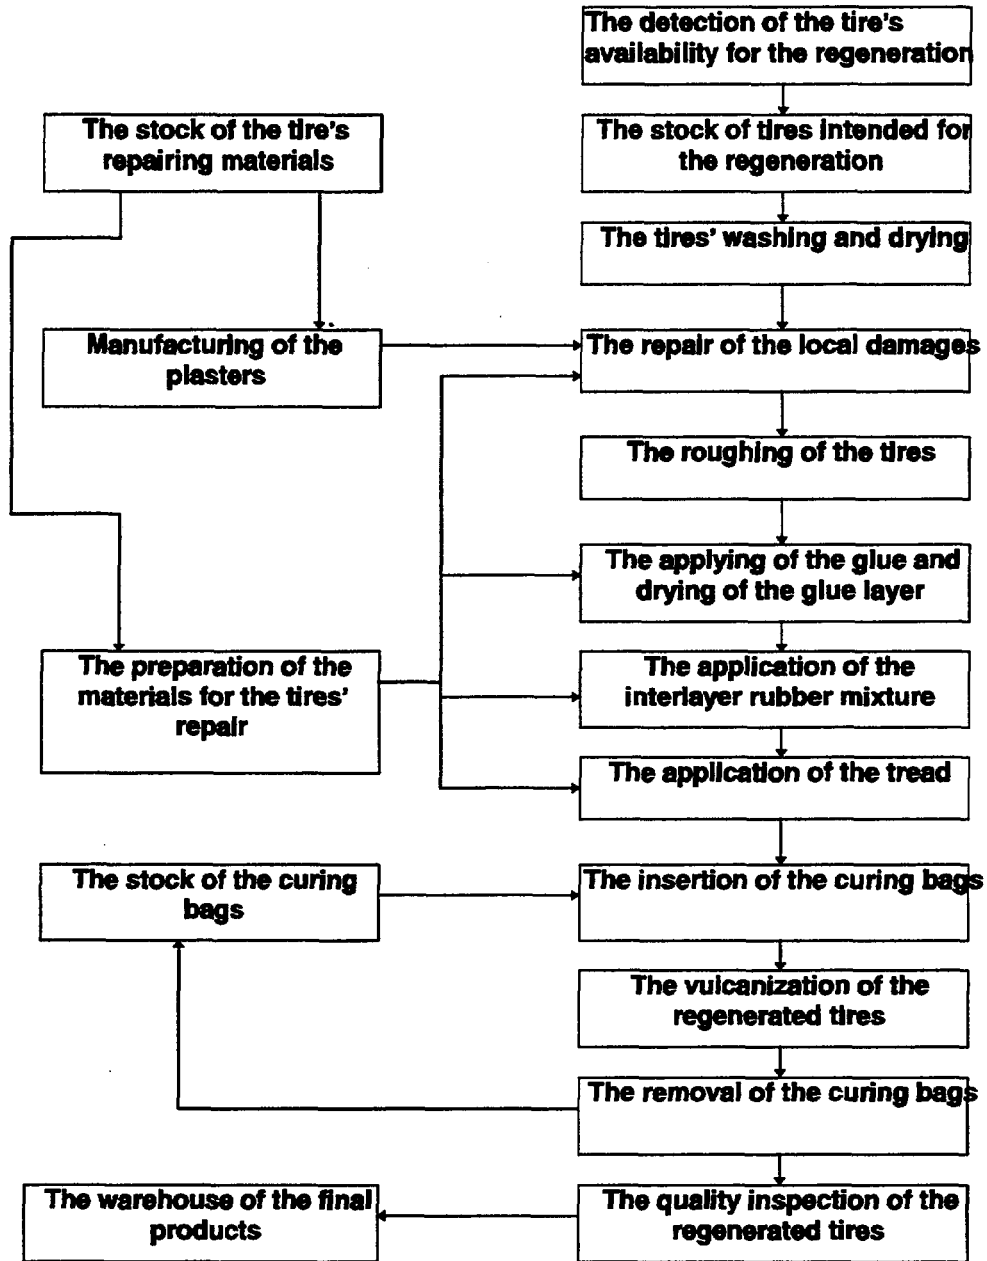 The detection of the tire's
availability for the regeneration
The stock of the tire's
repairing materials
The stock of tires intended for
the regeneration
The tires' washing and drying
Manufacturing of the
plasters
The repair of the local damages
The roughing of the tires
The applying of the glue and
drying of the glue layer
The preparation of the
materials for the tires'
repair
The application of the
interlayer rubber mixture
The application of the tread
The stock of the curing
bags
The insertion of the curing bags
The vulcanization of the
regenerated tires
The removal of the curing bags
The warehouse of the final
products
The quality inspection of the
regenerated tires